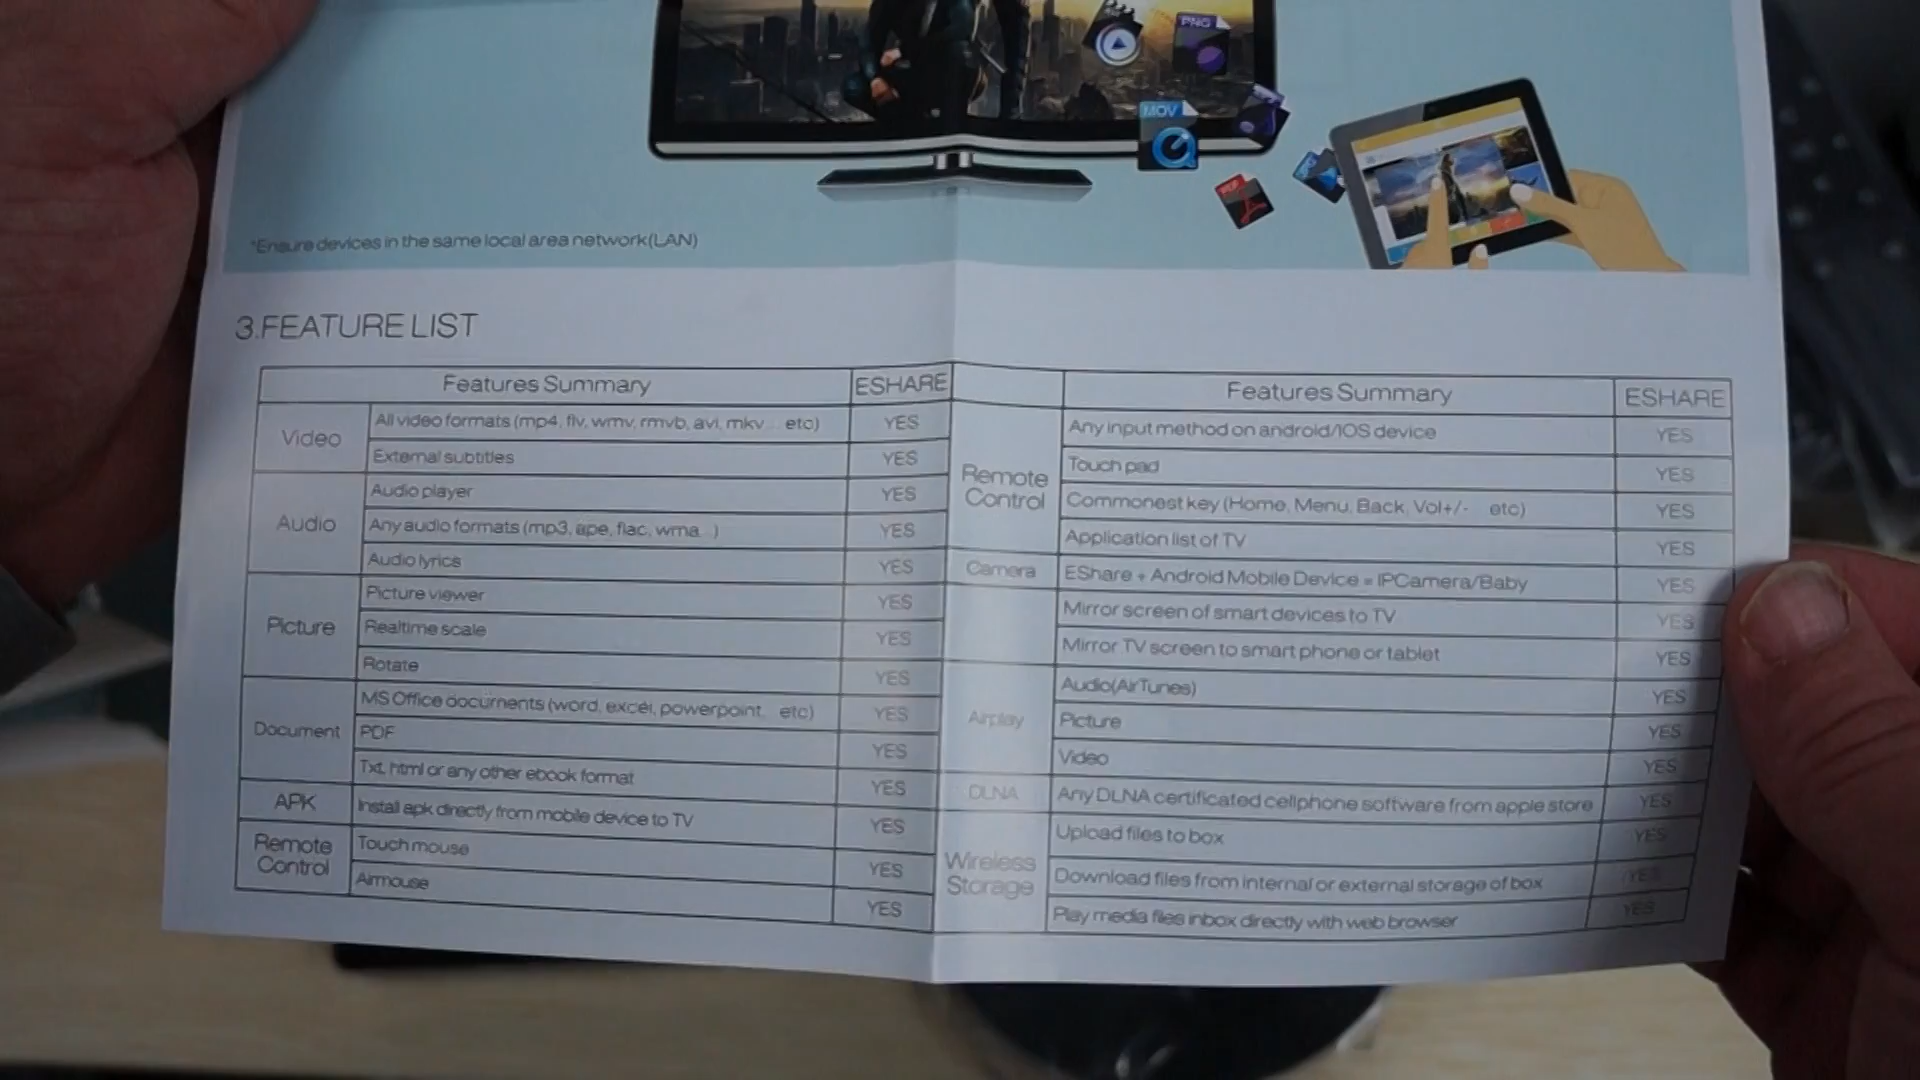 PNG
MOV
PDF
*Ensure devices in the same local area network(LAN)
3.FEATURE LIST
Features Summary ESHARE
Video
All video formats (mp4, flv, wmv, rmvb, avi, mkv... etc) YES
External subtitles YES
Audio
Audio player YES
Any audio formats (mp3, ape, flac, wma...) YES
Audio lyrics YES
Picture
Picture viewer YES
Realtime scale YES
Rotate YES
Document
MS Office documents (word, excel, powerpoint... etc) YES
PDF YES
Txt, html or any other ebook format YES
APK
Install apk directly from mobile device to TV YES
Remote
Control
Touch mouse YES
Airmouse YES
Features Summary ESHARE
Remote
Control
Any input method on android/IOS device YES
Touch pad YES
Commonest key (Home, Menu, Back, Vol+/- etc) YES
Application list of TV YES
Camera
EShare + Android Mobile Device = IPCamera/Baby YES
Mirror screen of smart devices to TV YES
Mirror TV screen to smart phone or tablet YES
Airplay
Audio(AirTunes) YES
Picture YES
Video YES
DLNA
Any DLNA certificated cellphone software from apple store YES
Wireless
Storage
Upload files to box YES
Download files from internal or external storage of box YES
Play media files inbox directly with web browser YES